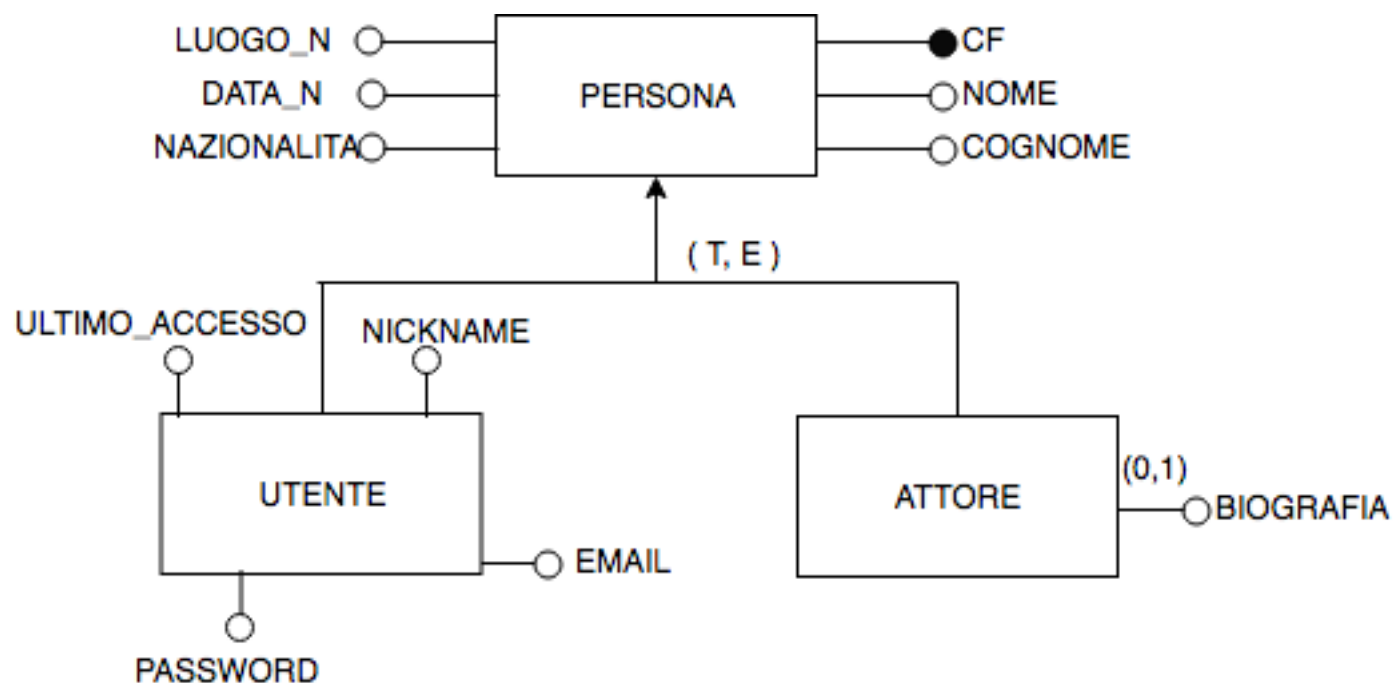 LUOGO_N
CF
DATA_N
PERSONA
NOME
NAZIONALITA
COGNOME
( T, E )
ULTIMO_ACCESSO
NICKNAME
(0,1)
UTENTE
ATTORE
BIOGRAFIA
EMAIL
PASSWORD